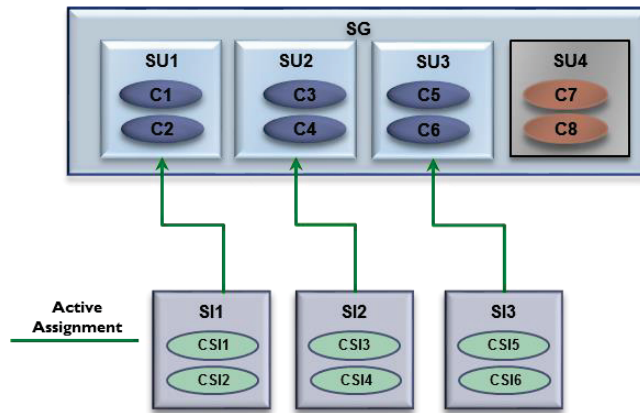 SG
SU1
SU2
SU3
SU4
C1
C3
C5
C7
C2
C4
C6
C8
Active
Assignment
SI1
SI2
SI3
CSI1
CSI3
CSI5
CSI2
CSI4
CSI6